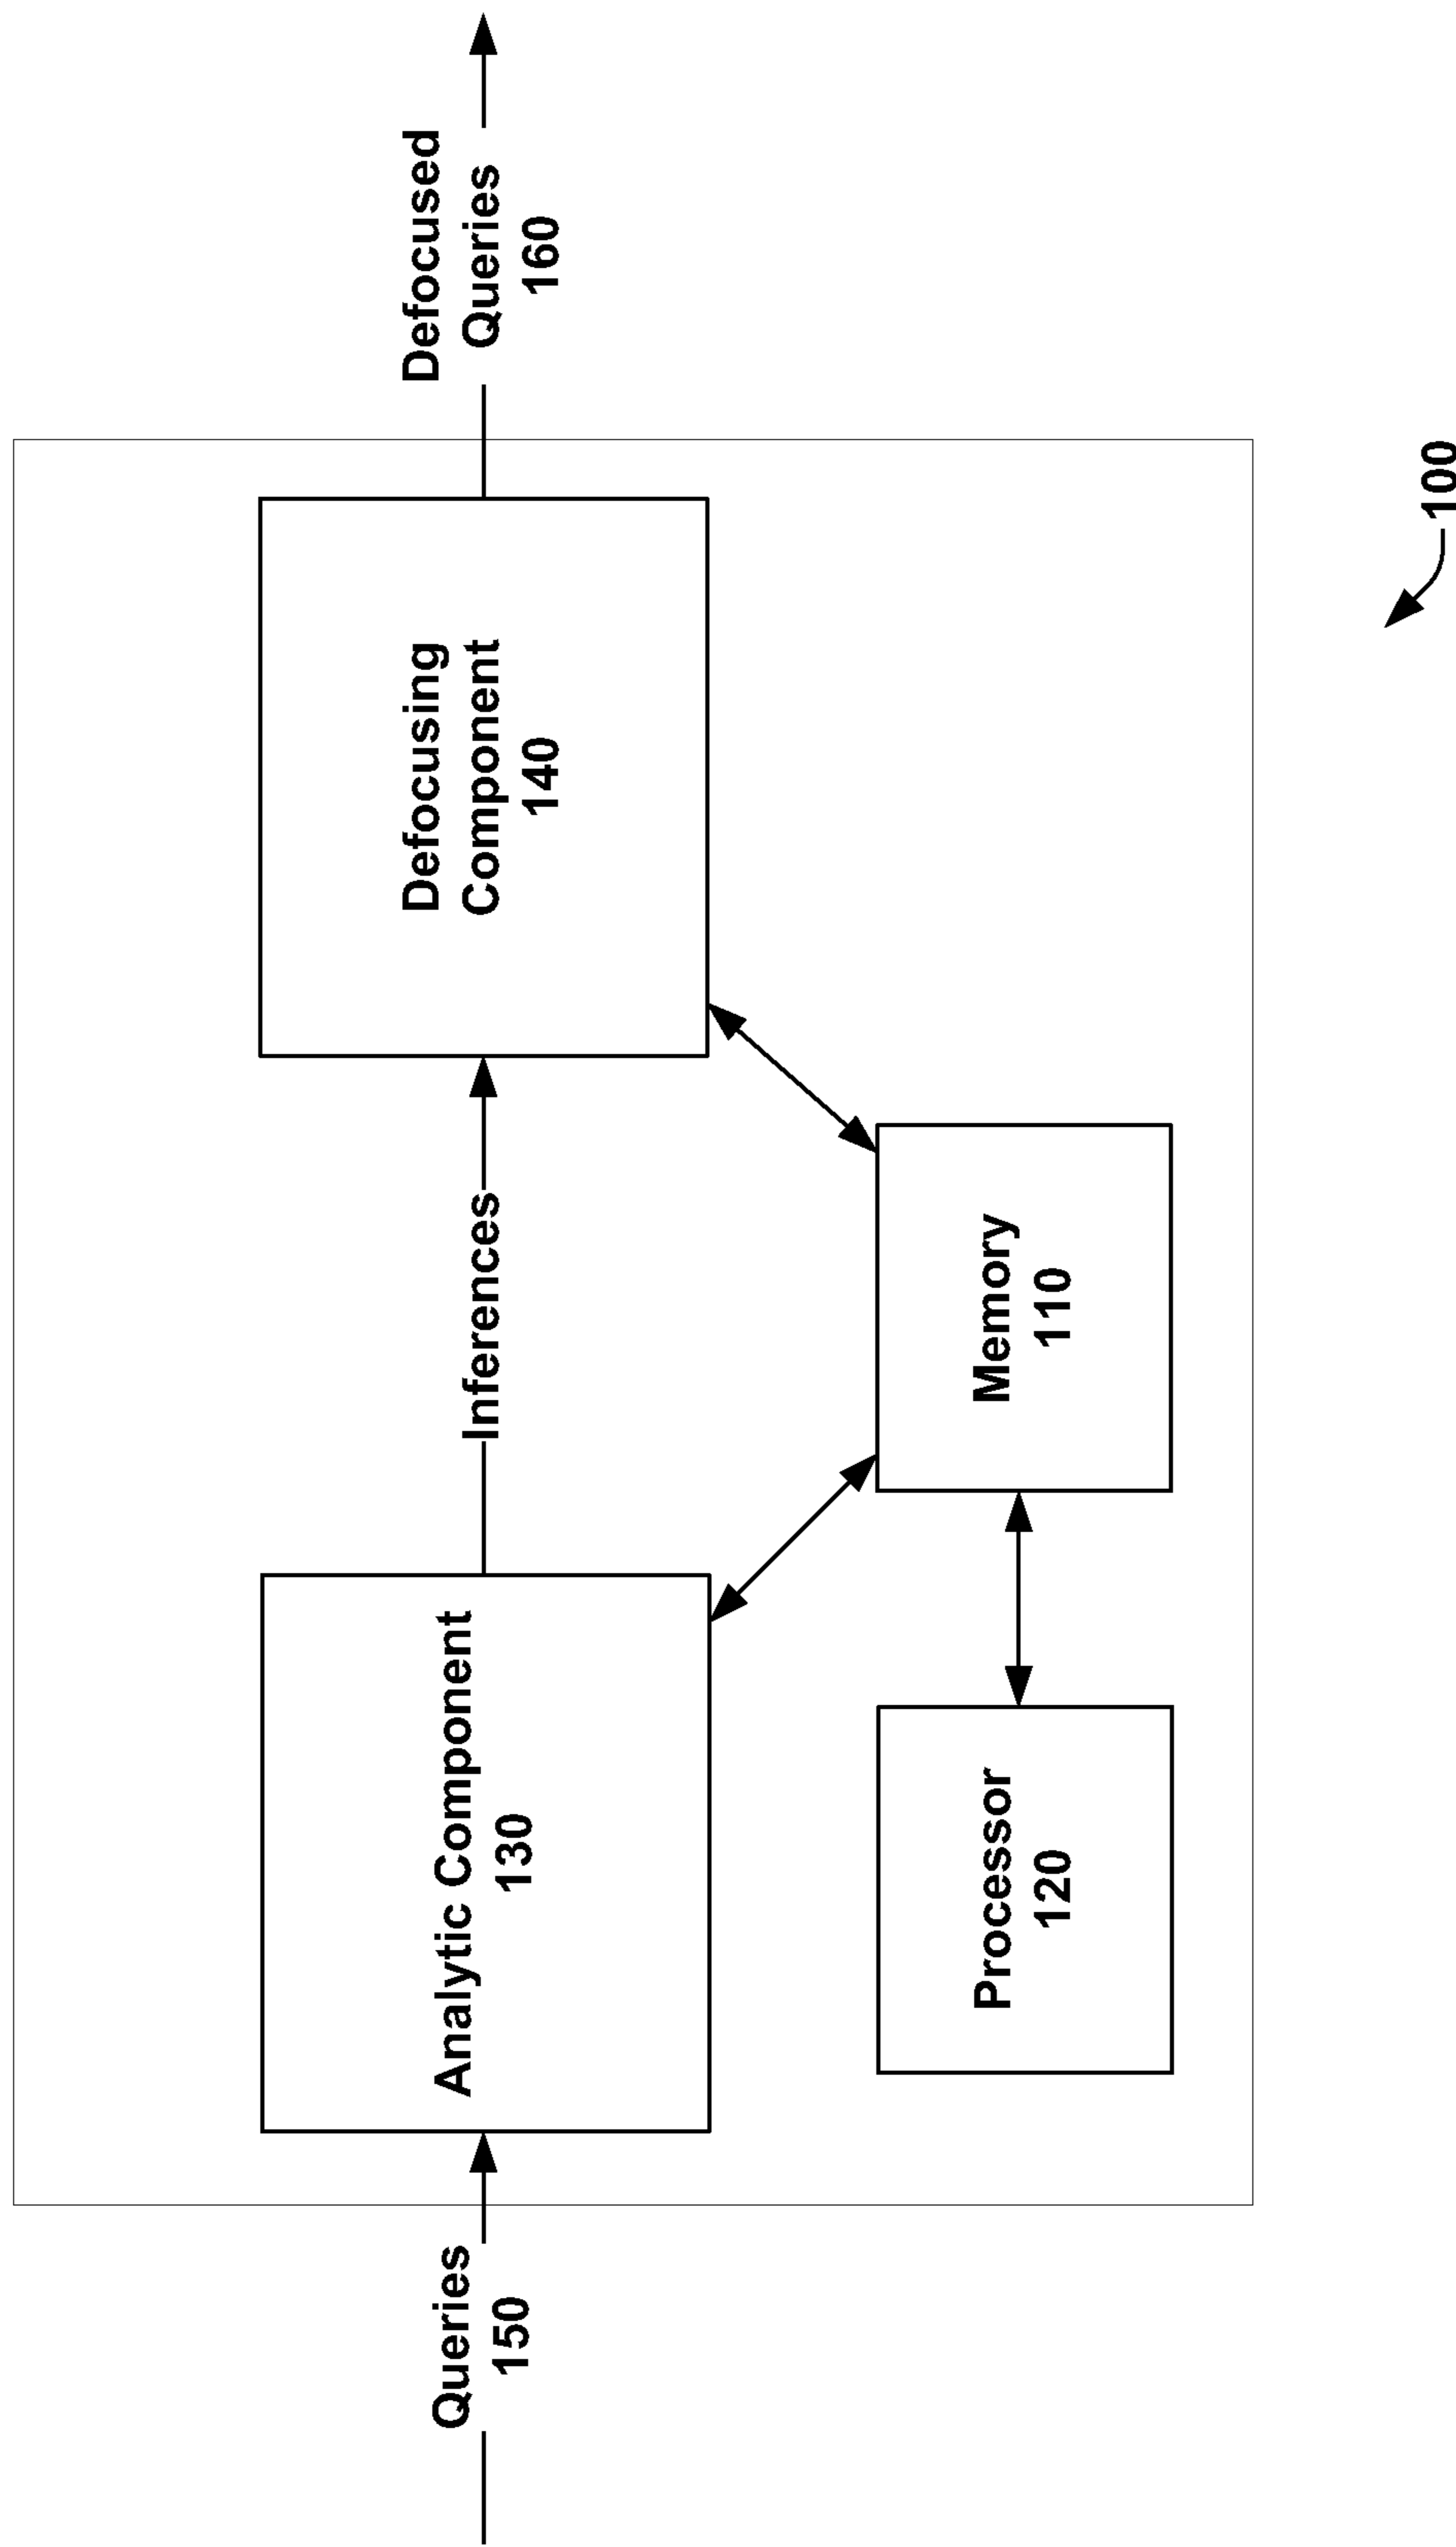 Queries
150
Analytic Component
130
Inferences
Defocusing
Component
140
Defocused
Queries
160
Processor
120
Memory
110
100